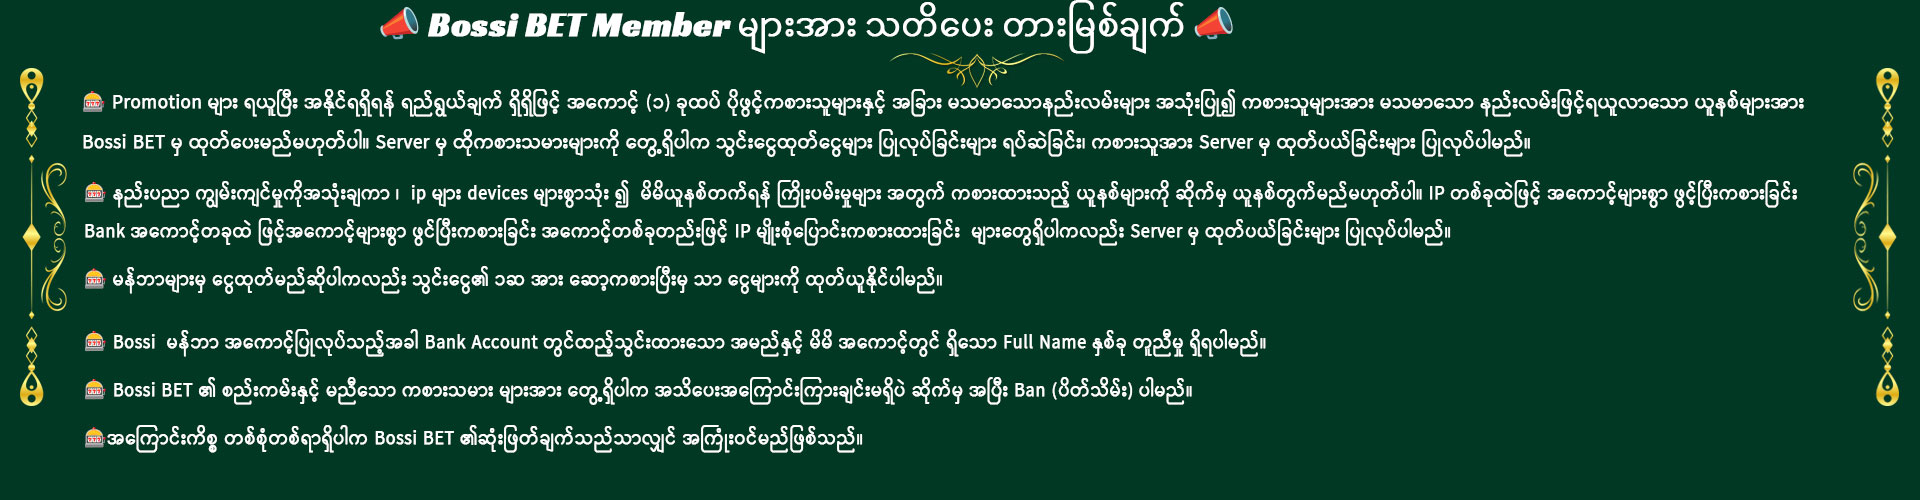 📣 Bossi BET Member များအား သတိပေး တားမြစ်ချက် 📣
🎰 Promotion များ ရယူပြီး အနိုင်ရရှိရန် ရည်ရွယ်ချက် ရှိရှိဖြင့် အကောင့် (၁) ခုထပ် ပိုဖွင့်ကစားသူများနှင့် အခြား မသမာသောနည်းလမ်းများ အသုံးပြု၍ ကစားသူများအား မသမာသော နည်းလမ်းဖြင့်ရယူလာသော ယူနစ်များအား
Bossi BET မှ ထုတ်ပေးမည်မဟုတ်ပါ။ Server မှ ထိုကစားသမားများကို တွေ့ရှိပါက သွင်းငွေထုတ်ငွေများ ပြုလုပ်ခြင်းများ ရပ်ဆဲခြင်း၊ ကစားသူအား Server မှ ထုတ်ပယ်ခြင်းများ ပြုလုပ်ပါမည်။
🎰 နည်းပညာ ကျွမ်းကျင်မှုကိုအသုံးချကာ ၊ ip များ devices များစွာသုံး ၍ မိမိယူနစ်တက်ရန် ကြိုးပမ်းမှုများ အတွက် ကစားထားသည့် ယူနစ်များကို ဆိုက်မှ ယူနစ်တွက်မည်မဟုတ်ပါ။ IP တစ်ခုထဲဖြင့် အကောင့်များစွာ ဖွင့်ပြီးကစားခြင်း
Bank အကောင့်တခုထဲ ဖြင့်အကောင့်များစွာ ဖွင်ပြီးကစားခြင်း အကောင့်တစ်ခုတည်းဖြင့် IP မျိုးစုံပြောင်းကစားထားခြင်း များတွေရှိပါကလည်း Server မှ ထုတ်ပယ်ခြင်းများ ပြုလုပ်ပါမည်။
🎰 မန်ဘာများမှ ငွေထုတ်မည်ဆိုပါကလည်း သွင်းငွေ၏ ၁ဆ အား ဆော့ကစားပြီးမှ သာ ငွေများကို ထုတ်ယူနိုင်ပါမည်။
🎰 Bossi မန်ဘာ အကောင့်ပြုလုပ်သည့်အခါ Bank Account တွင်ထည့်သွင်းထားသော အမည်နှင့် မိမိ အကောင့်တွင် ရှိသော Full Name နှစ်ခု တူညီမှု ရှိရပါမည်။
🎰 Bossi BET ၏ စည်းကမ်းနှင့် မညီသော ကစားသမား များအား တွေ့ရှိပါက အသိပေးအကြောင်းကြားချင်းမရှိပဲ ဆိုက်မှ အပြီး Ban (ပိတ်သိမ်း) ပါမည်။
🎰အကြောင်းကိစ္စ တစ်စုံတစ်ရာရှိပါက Bossi BET ၏ဆုံးဖြတ်ချက်သည်သာလျှင် အကြုံးဝင်မည်ဖြစ်သည်။